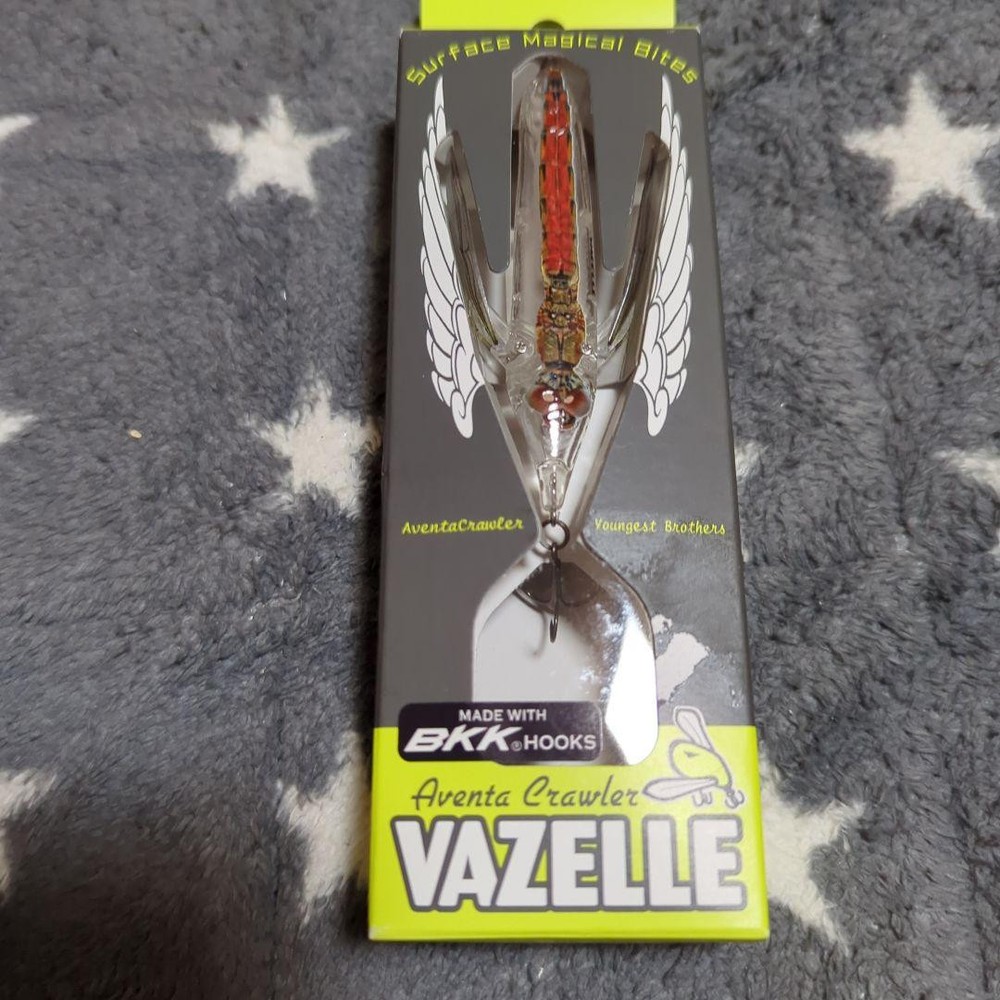 Surface Magical Bites
AventaCrawler Youngest Brothers
MADE WITH
BKK® HOOKS
Aventa Crawler
VAZELLE